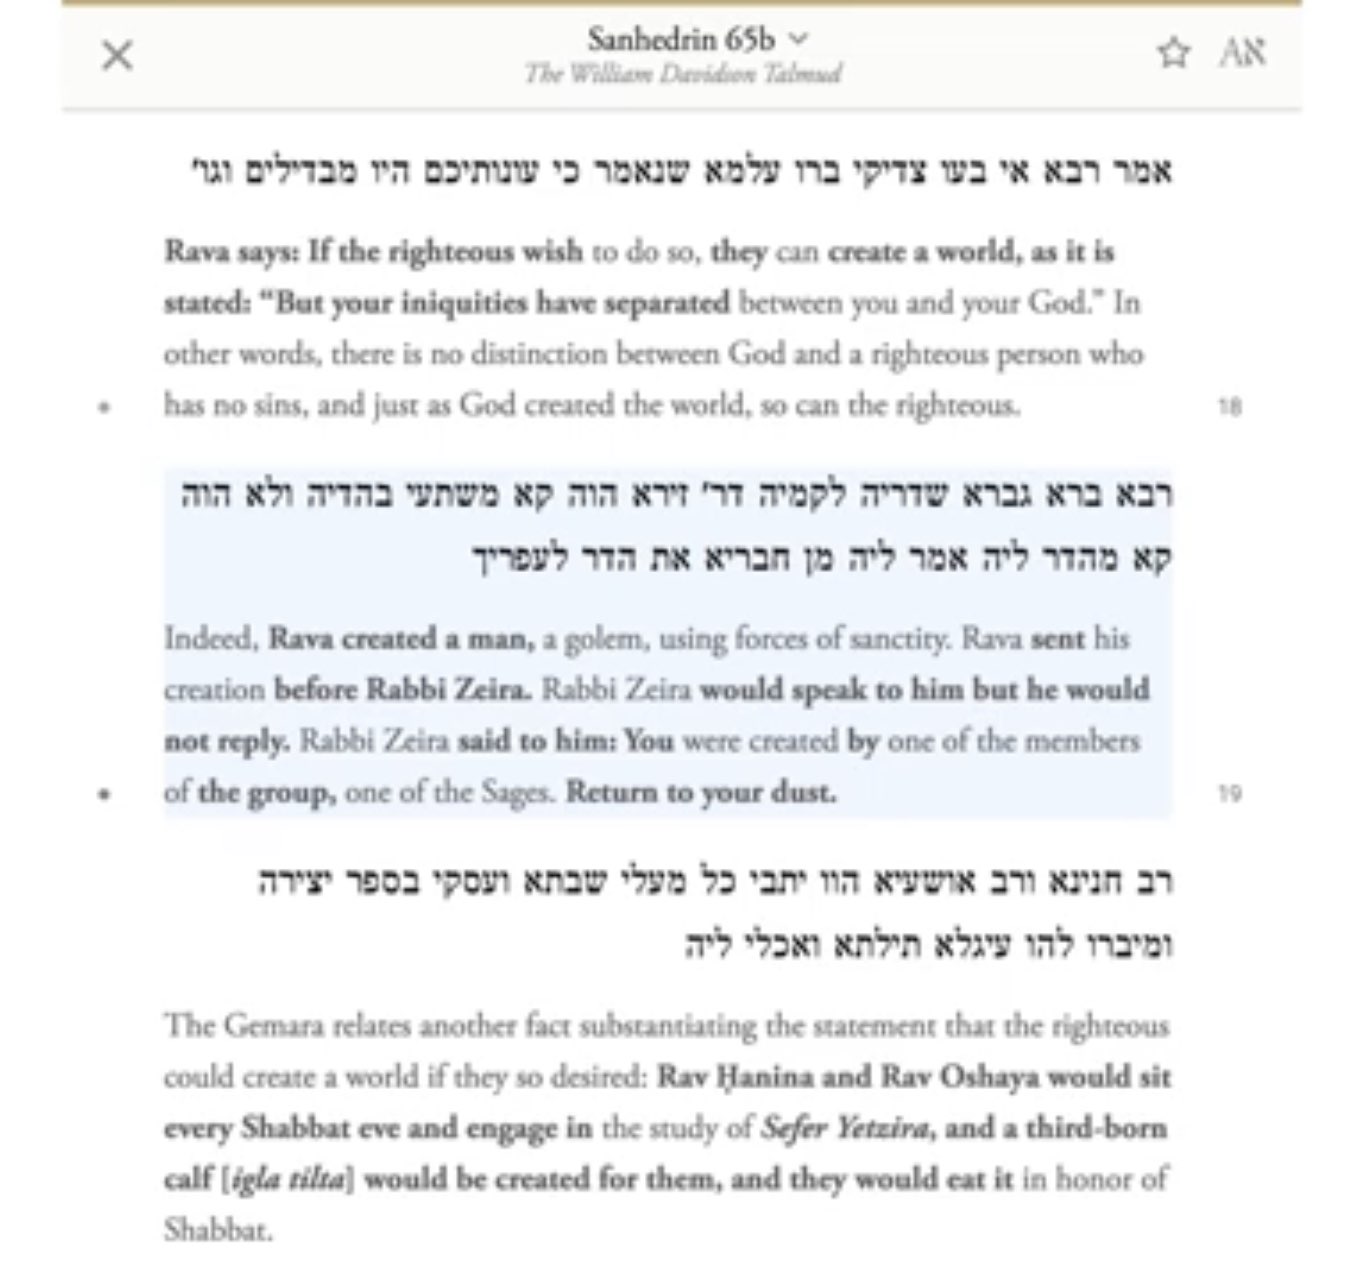 Sanhedrin 65b
The William Davidson Talmud
אמר רבא אי בעו צדיקי ברו עלמא שנאמר כי עונותיכם היו מבדילים וגו׳
Rava says: If the righteous wish to do so, they can create a world, as it is
stated: “But your iniquities have separated between you and your God.” In
other words, there is no distinction between God and a righteous person who
has no sins, and just as God created the world, so can the righteous.
18
רבא ברא גברא שדריה לקמיה דר׳ זירא הוה קא משתעי בהדיה ולא הוה
קא מהדר ליה אמר ליה מן חבריא את הדר לעפריך
Indeed, Rava created a man, a golem, using forces of sanctity. Rava sent his
creation before Rabbi Zeira. Rabbi Zeira would speak to him but he would
not reply. Rabbi Zeira said to him: You were created by one of the members
of the group, one of the Sages. Return to your dust.
19
רב חנינא ורב אושעיא הוו יתבי כל מעלי שבתא ועסקי בספר יצירה
ומיברו להו עיגלא תילתא ואכלי ליה
The Gemara relates another fact substantiating the statement that the righteous
could create a world if they so desired: Rav Ḥanina and Rav Oshaya would sit
every Shabbat eve and engage in the study of Sefer Yetzira, and a third-born
calf [igla tilta] would be created for them, and they would eat it in honor of
Shabbat.